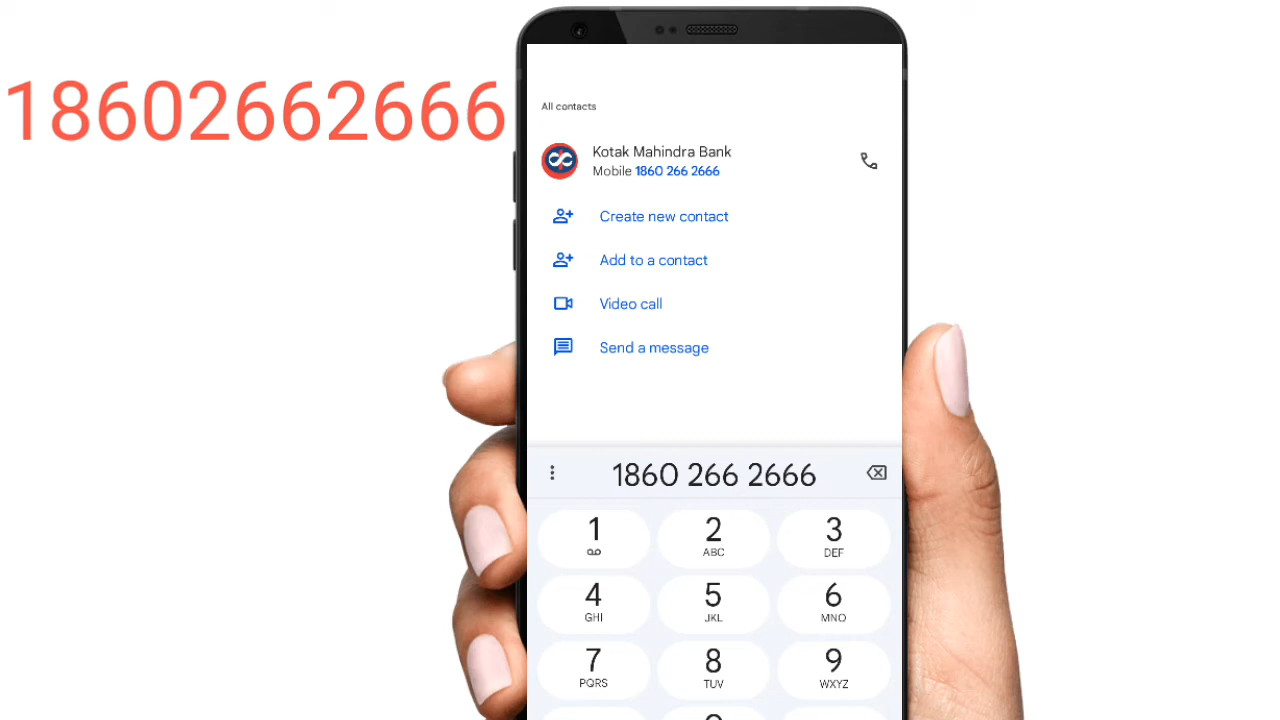 18602662666
All contacts
Kotak Mahindra Bank
Mobile 1860 266 2666
Create new contact
Add to a contact
Video call
Send a message
1860 266 2666
1 2 3
ABC DEF
4 5 6
GHI JKL MNO
7 8 9
PQRS TUV WXYZ